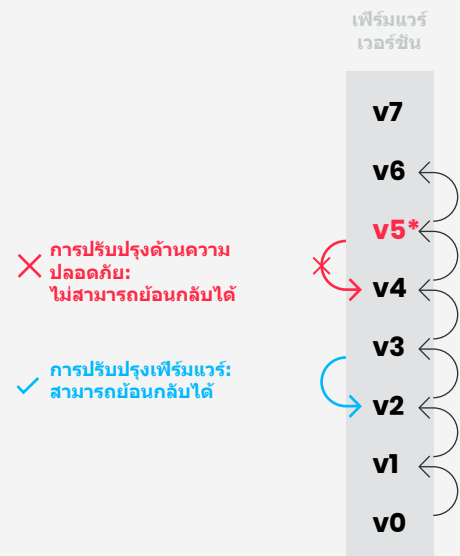 เฟิร์มแวร์
เวอร์ชัน
v7
v6
v5*
การปรับปรุงด้านความ
ปลอดภัย:
ไม่สามารถย้อนกลับได้
v4
v3
การปรับปรุงเฟิร์มแวร์:
สามารถย้อนกลับได้
v2
v1
v0